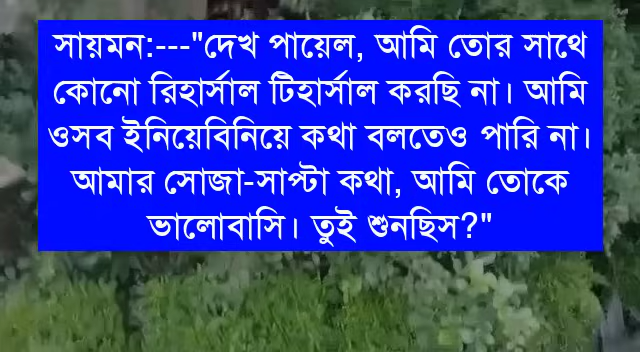 সায়মন:---"দেখ পায়েল, আমি তোর সাথে
কোনো রিহার্সাল টিহার্সাল করছি না। আমি
ওসব ইনিয়েবিনিয়ে কথা বলতেও পারি না।
আমার সোজা-সাপ্টা কথা, আমি তোকে
ভালোবাসি। তুই শুনছিস?"